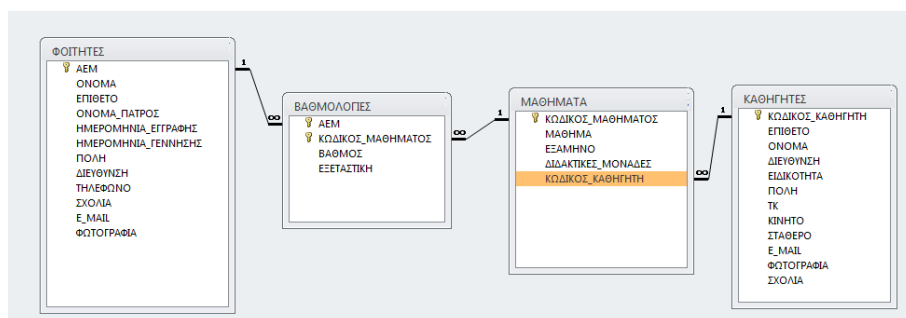 ΦΟΙΤΗΤΕΣ
ΑΕΜ
ΟΝΟΜΑ
ΕΠΙΘΕΤΟ
ΟΝΟΜΑ_ΠΑΤΡΟΣ
ΗΜΕΡΟΜΗΝΙΑ_ΕΓΓΡΑΦΗΣ
ΗΜΕΡΟΜΗΝΙΑ_ΓΕΝΝΗΣΗΣ
ΠΟΛΗ
ΔΙΕΥΘΥΝΣΗ
ΤΗΛΕΦΩΝΟ
ΣΧΟΛΙΑ
E_MAIL
ΦΩΤΟΓΡΑΦΙΑ
1
∞
ΒΑΘΜΟΛΟΓΙΕΣ
ΑΕΜ
ΚΩΔΙΚΟΣ_ΜΑΘΗΜΑΤΟΣ
ΒΑΘΜΟΣ
ΕΞΕΤΑΣΤΙΚΗ
∞
1
ΜΑΘΗΜΑΤΑ
ΚΩΔΙΚΟΣ_ΜΑΘΗΜΑΤΟΣ
ΜΑΘΗΜΑ
ΕΞΑΜΗΝΟ
ΔΙΔΑΚΤΙΚΕΣ_ΜΟΝΑΔΕΣ
ΚΩΔΙΚΟΣ_ΚΑΘΗΓΗΤΗ
∞
1
ΚΑΘΗΓΗΤΕΣ
ΚΩΔΙΚΟΣ_ΚΑΘΗΓΗΤΗ
ΕΠΙΘΕΤΟ
ΟΝΟΜΑ
ΔΙΕΥΘΥΝΣΗ
ΕΙΔΙΚΟΤΗΤΑ
ΠΟΛΗ
ΤΚ
ΚΙΝΗΤΟ
ΣΤΑΘΕΡΟ
E_MAIL
ΦΩΤΟΓΡΑΦΙΑ
ΣΧΟΛΙΑ